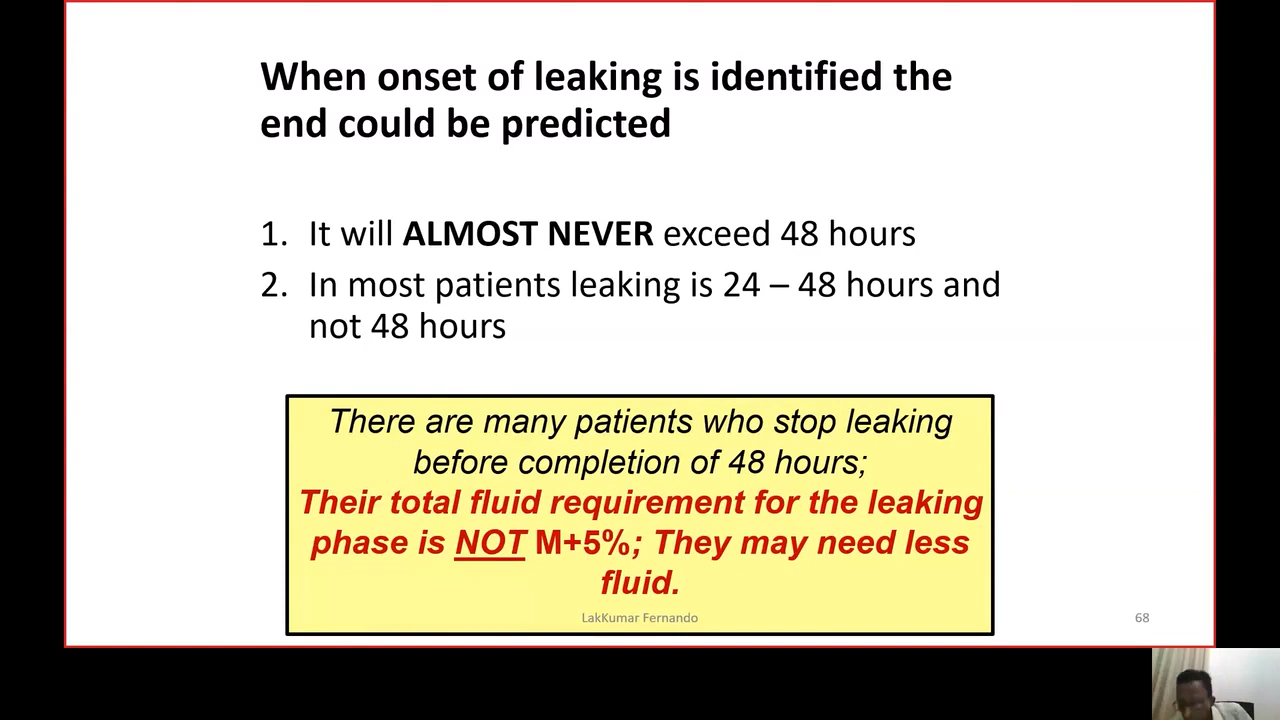 When onset of leaking is identified the
end could be predicted
1. It will ALMOST NEVER exceed 48 hours
2. In most patients leaking is 24 – 48 hours and
not 48 hours
There are many patients who stop leaking
before completion of 48 hours;
Their total fluid requirement for the leaking
phase is NOT M+5%; They may need less
fluid.
LakKumar Fernando
68